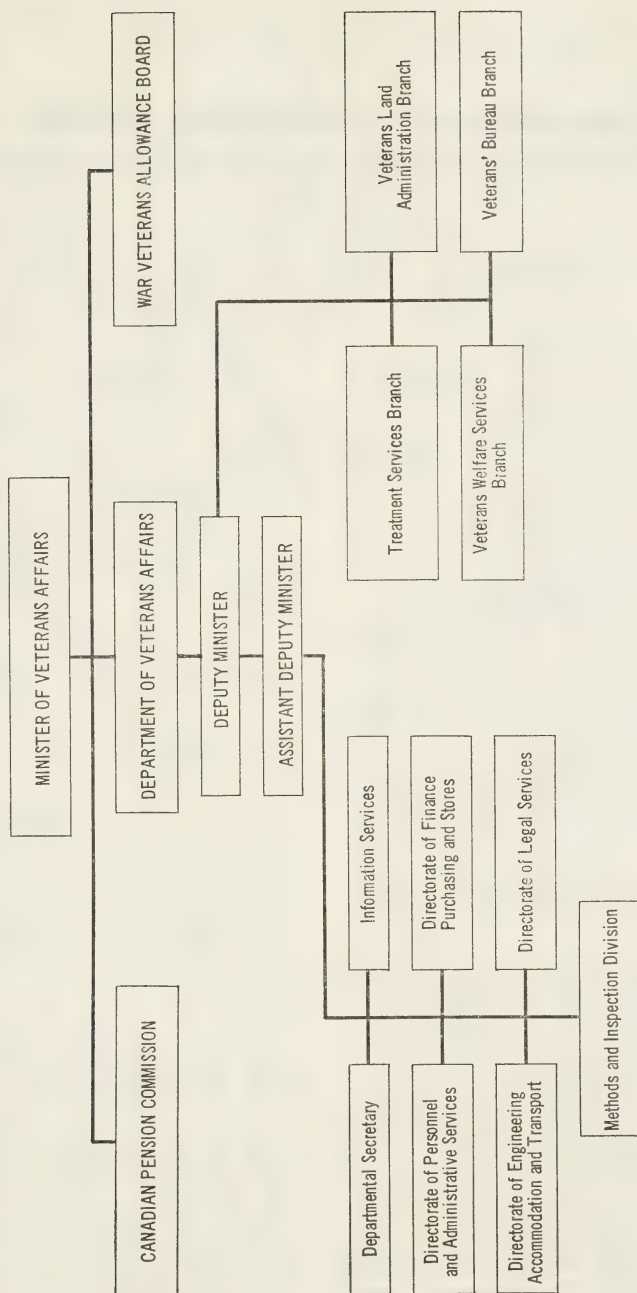 MINISTER OF VETERANS AFFAIRS
CANADIAN PENSION COMMISSION
DEPARTMENT OF VETERANS AFFAIRS
WAR VETERANS ALLOWANCE BOARD
DEPUTY MINISTER
ASSISTANT DEPUTY MINISTER
Departmental Secretary
Information Services
Directorate of Personnel
and Administrative Services
Directorate of Finance
Purchasing and Stores
Directorate of Engineering
Accommodation and Transport
Directorate of Legal Services
Methods and Inspection Division
Treatment Services Branch
Veterans Land
Administration Branch
Veterans Welfare Services
Branch
Veterans' Bureau Branch